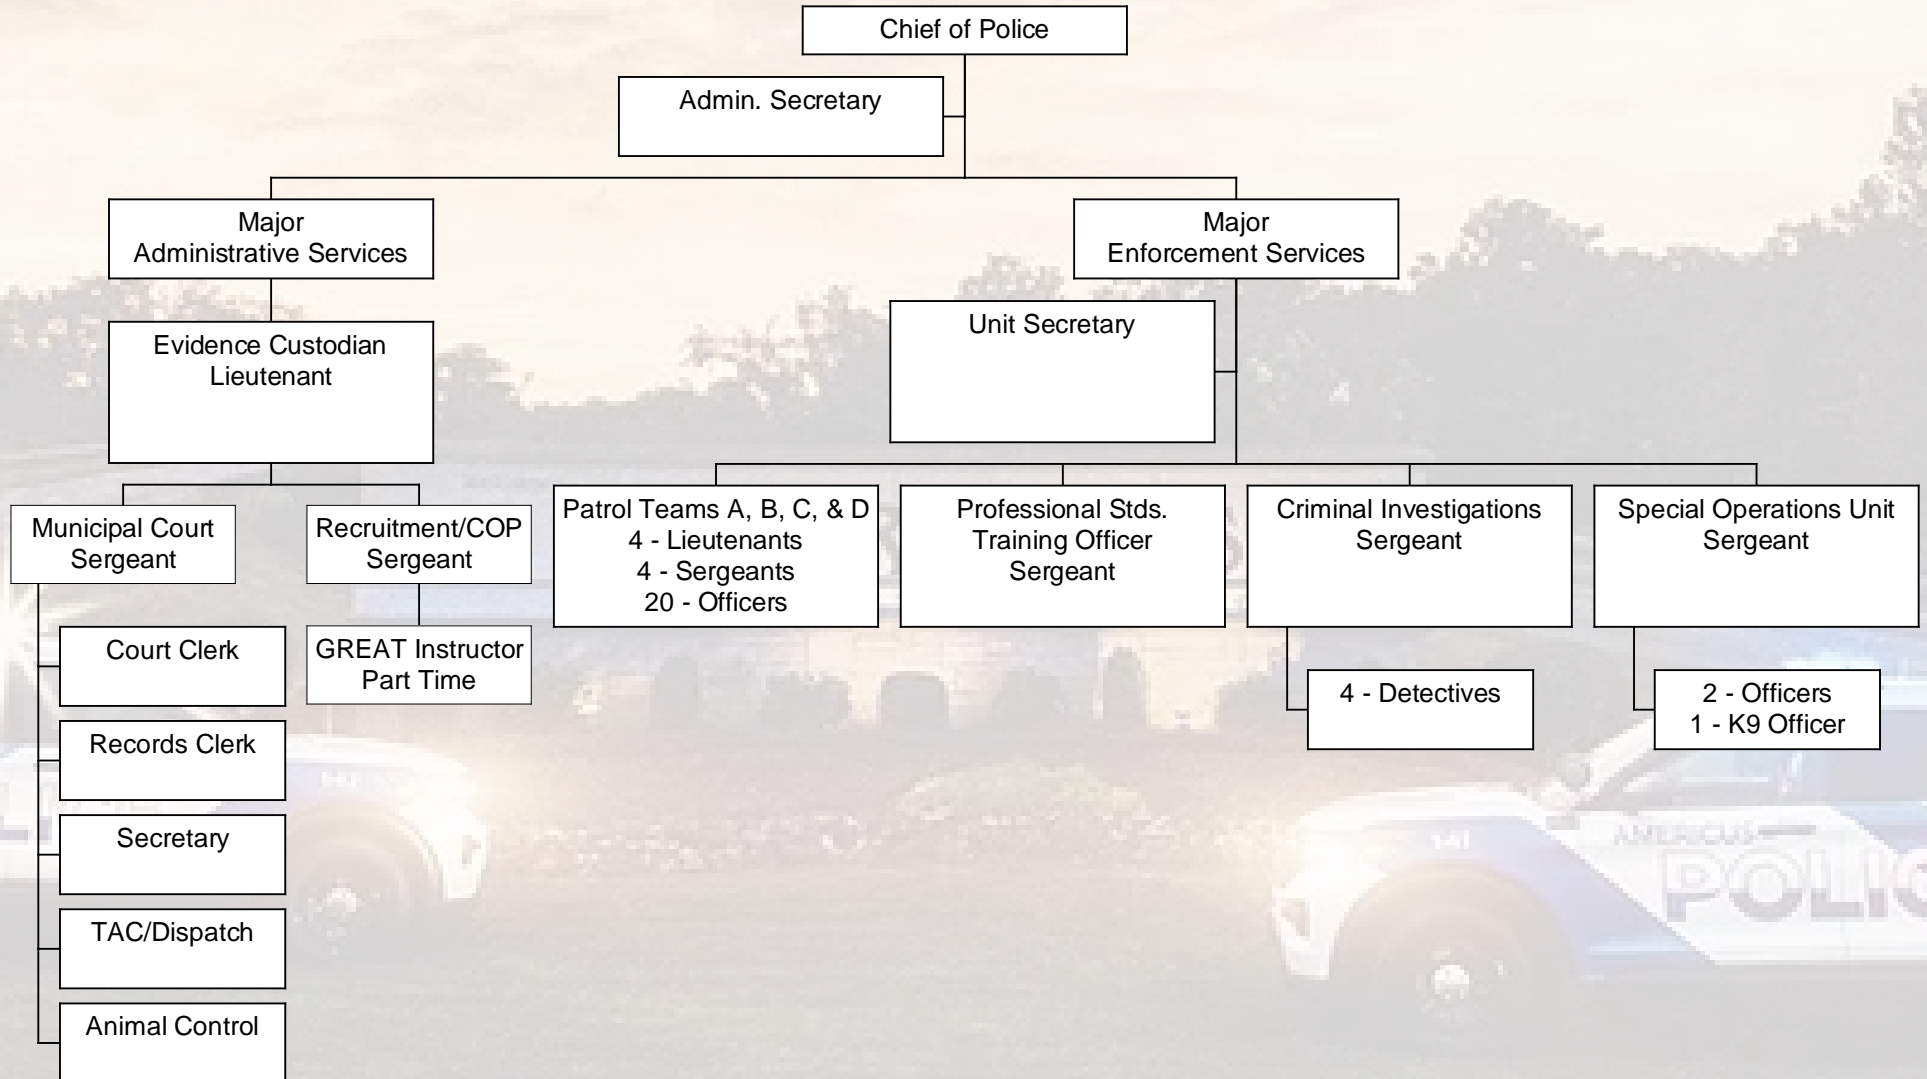 Chief of Police
Admin. Secretary
Major
Administrative Services
Major
Enforcement Services
Evidence Custodian
Lieutenant
Unit Secretary
Municipal Court
Sergeant
Recruitment/COP
Sergeant
Patrol Teams A, B, C, & D
4 - Lieutenants
4 - Sergeants
20 - Officers
Professional Stds.
Training Officer
Sergeant
Criminal Investigations
Sergeant
Special Operations Unit
Sergeant
Court Clerk
GREAT Instructor
Part Time
4 - Detectives
2 - Officers
1 - K9 Officer
Records Clerk
Secretary
TAC/Dispatch
Animal Control
141
AMERICUS
POLIC